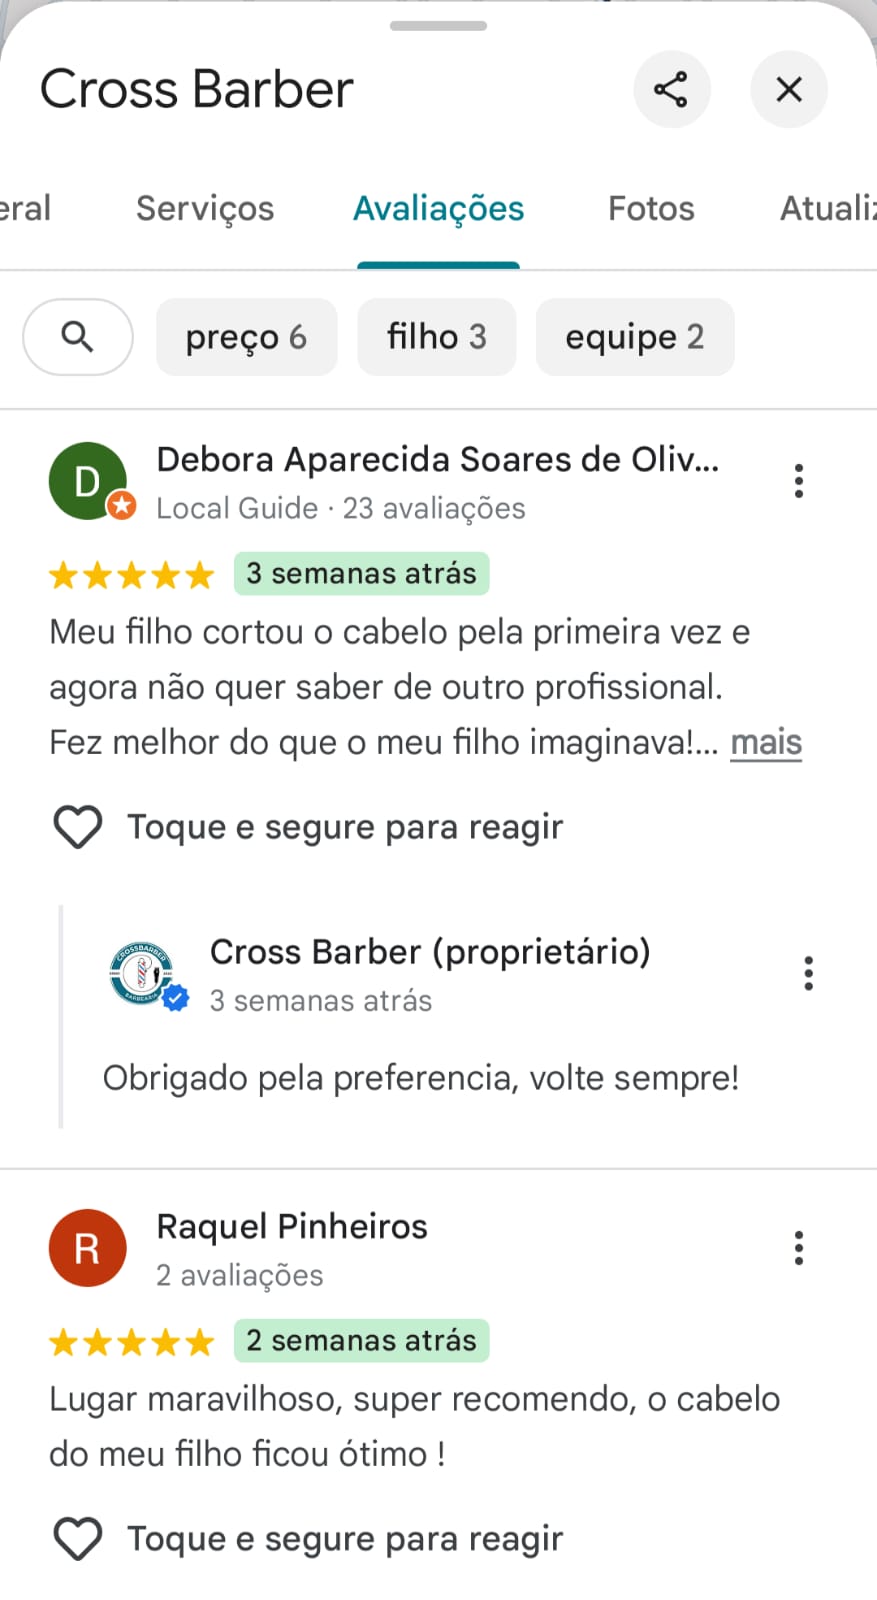 Cross Barber
eral Serviços Avaliações Fotos Atualiz
preço 6 filho 3 equipe 2
D
Debora Aparecida Soares de Oliv...
Local Guide · 23 avaliações
3 semanas atrás
Meu filho cortou o cabelo pela primeira vez e
agora não quer saber de outro profissional.
Fez melhor do que o meu filho imaginava!... mais
Toque e segure para reagir
CROSSBARBER
BARBEARIA
Cross Barber (proprietário)
3 semanas atrás
Obrigado pela preferencia, volte sempre!
R
Raquel Pinheiros
2 avaliações
2 semanas atrás
Lugar maravilhoso, super recomendo, o cabelo
do meu filho ficou ótimo !
Toque e segure para reagir